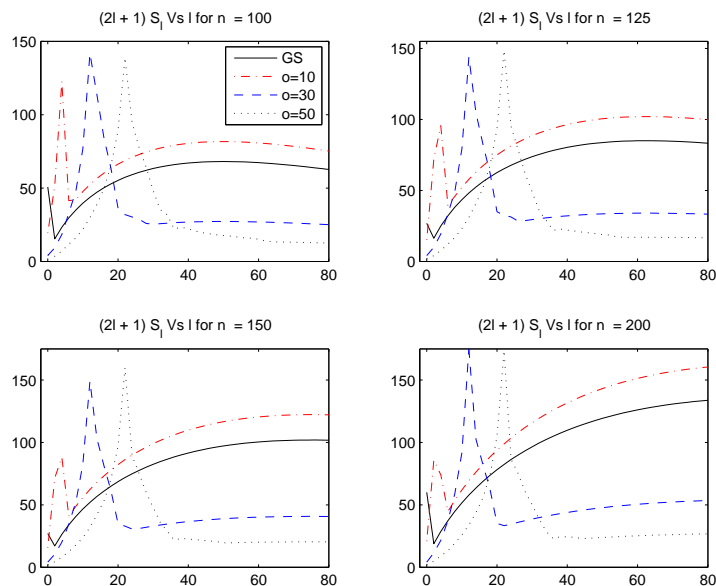 (2l + 1) S_l Vs l for n = 100
150
100
50
0
0 20 40 60 80
GS
o=10
o=30
o=50
(2l + 1) S_l Vs l for n = 125
150
100
50
0
0 20 40 60 80
(2l + 1) S_l Vs l for n = 150
150
100
50
0
0 20 40 60 80
(2l + 1) S_l Vs l for n = 200
150
100
50
0
0 20 40 60 80